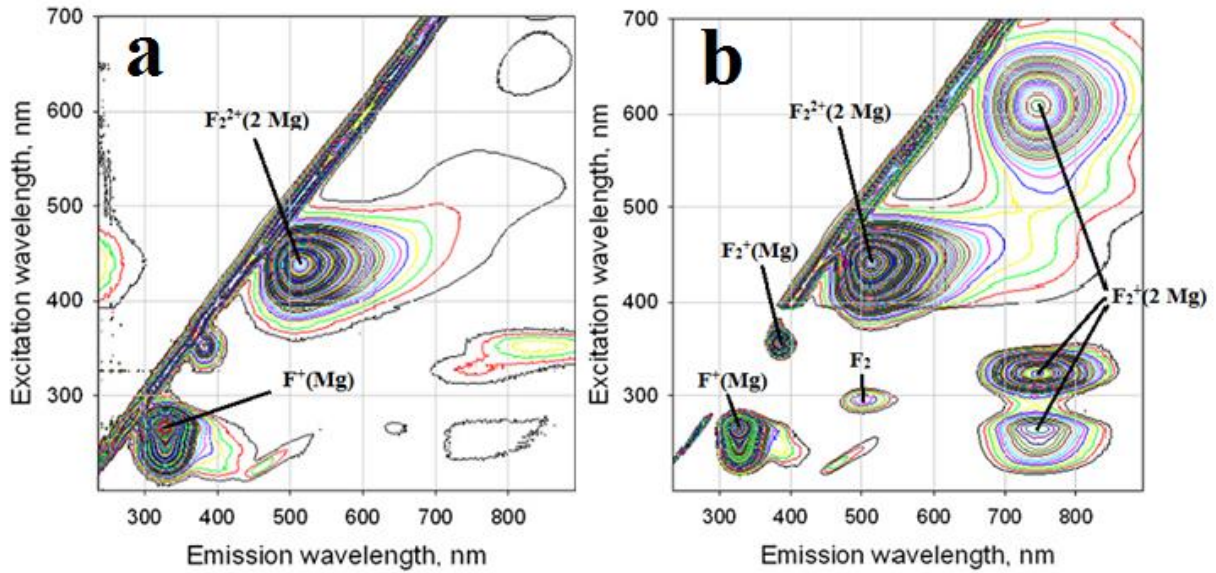 a
700
600
500
400
300
Excitation wavelength, nm
F₂²⁺(2 Mg)
F⁺(Mg)
300 400 500 600 700 800
Emission wavelength, nm
b
700
600
500
400
300
Excitation wavelength, nm
F₂²⁺(2 Mg)
F₂⁺(Mg)
F₂⁺(2 Mg)
F₂
F⁺(Mg)
300 400 500 600 700 800
Emission wavelength, nm